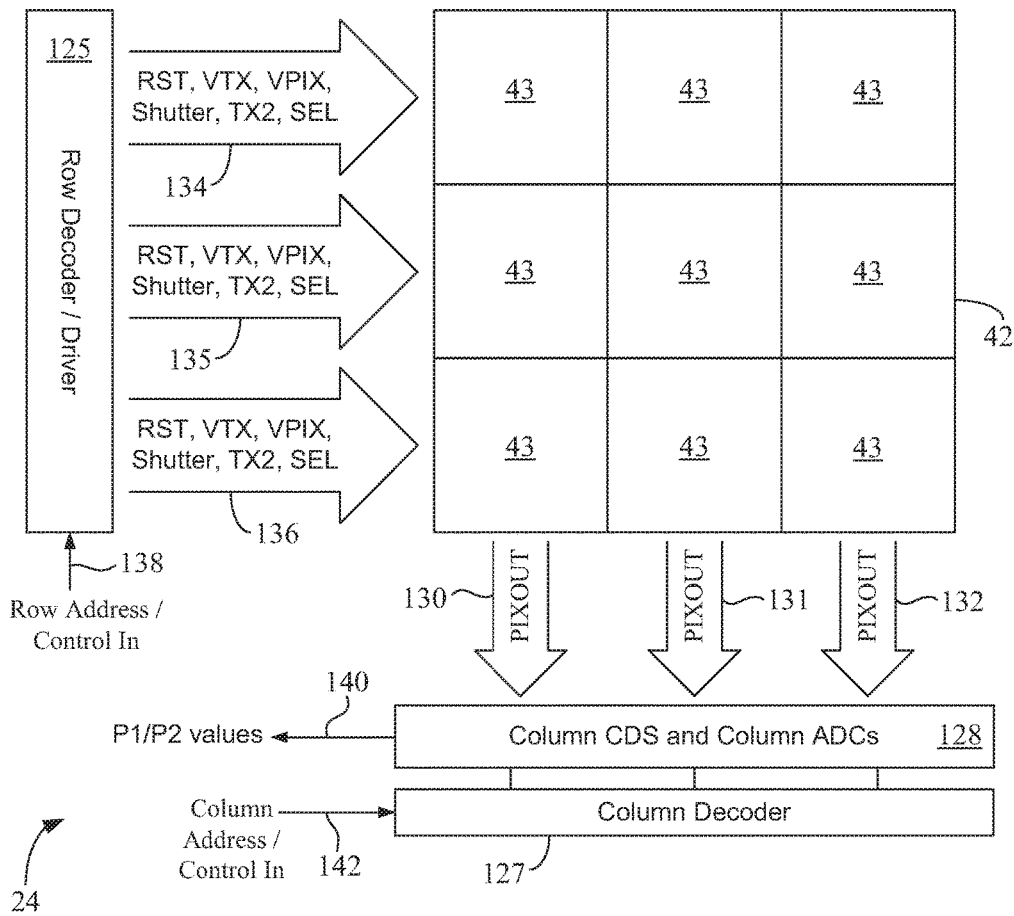 125
Row Decoder / Driver
RST, VTX, VPIX,
Shutter, TX2, SEL
134
RST, VTX, VPIX,
Shutter, TX2, SEL
135
RST, VTX, VPIX,
Shutter, TX2, SEL
136
43 43 43
43 43 43
43 43 43
42
138
Row Address /
Control In
130 PIXOUT
PIXOUT 131
PIXOUT 132
140
P1/P2 values
Column CDS and Column ADCs 128
Column
Address /
Control In
142
Column Decoder
127
24